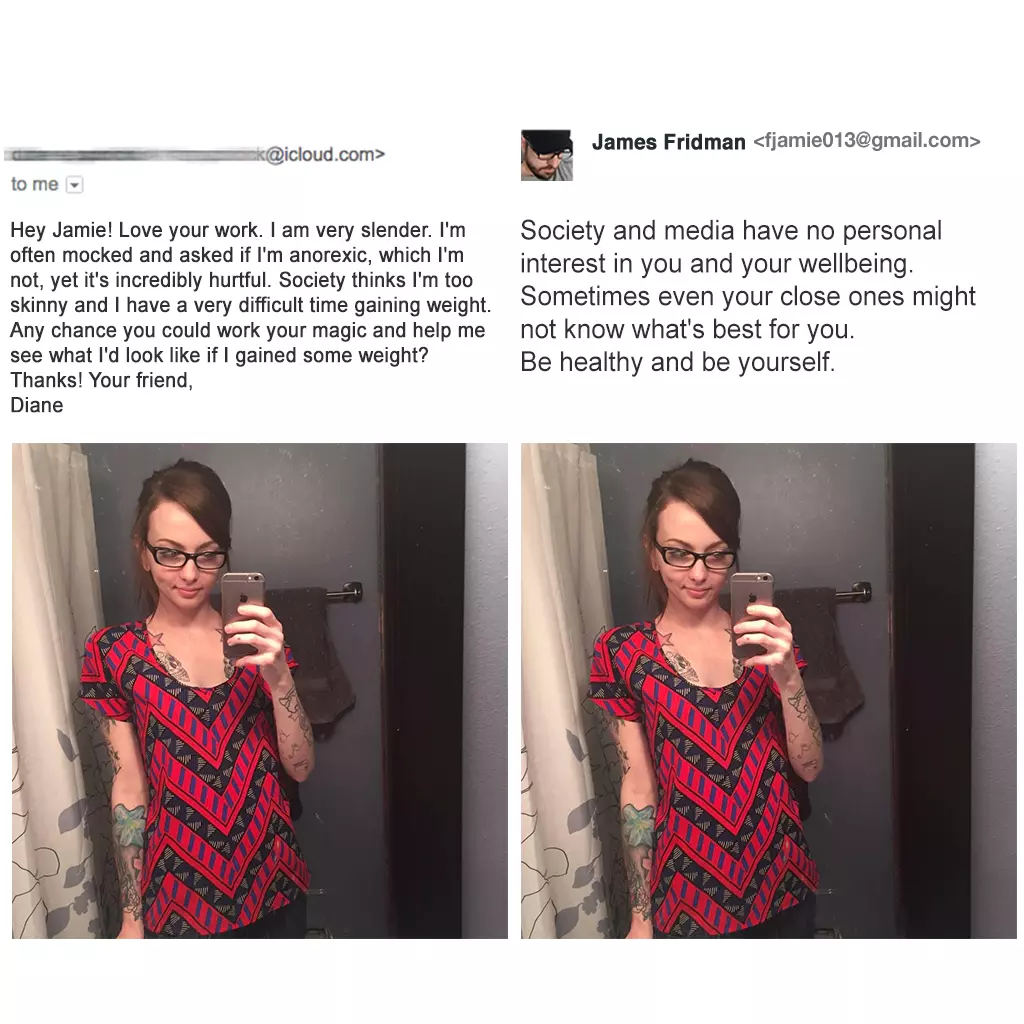 k@icloud.com>
to me
Hey Jamie! Love your work. I am very slender. I'm
often mocked and asked if I'm anorexic, which I'm
not, yet it's incredibly hurtful. Society thinks I'm too
skinny and I have a very difficult time gaining weight.
Any chance you could work your magic and help me
see what I'd look like if I gained some weight?
Thanks! Your friend,
Diane
James Fridman <fjamie013@gmail.com>
Society and media have no personal
interest in you and your wellbeing.
Sometimes even your close ones might
not know what's best for you.
Be healthy and be yourself.